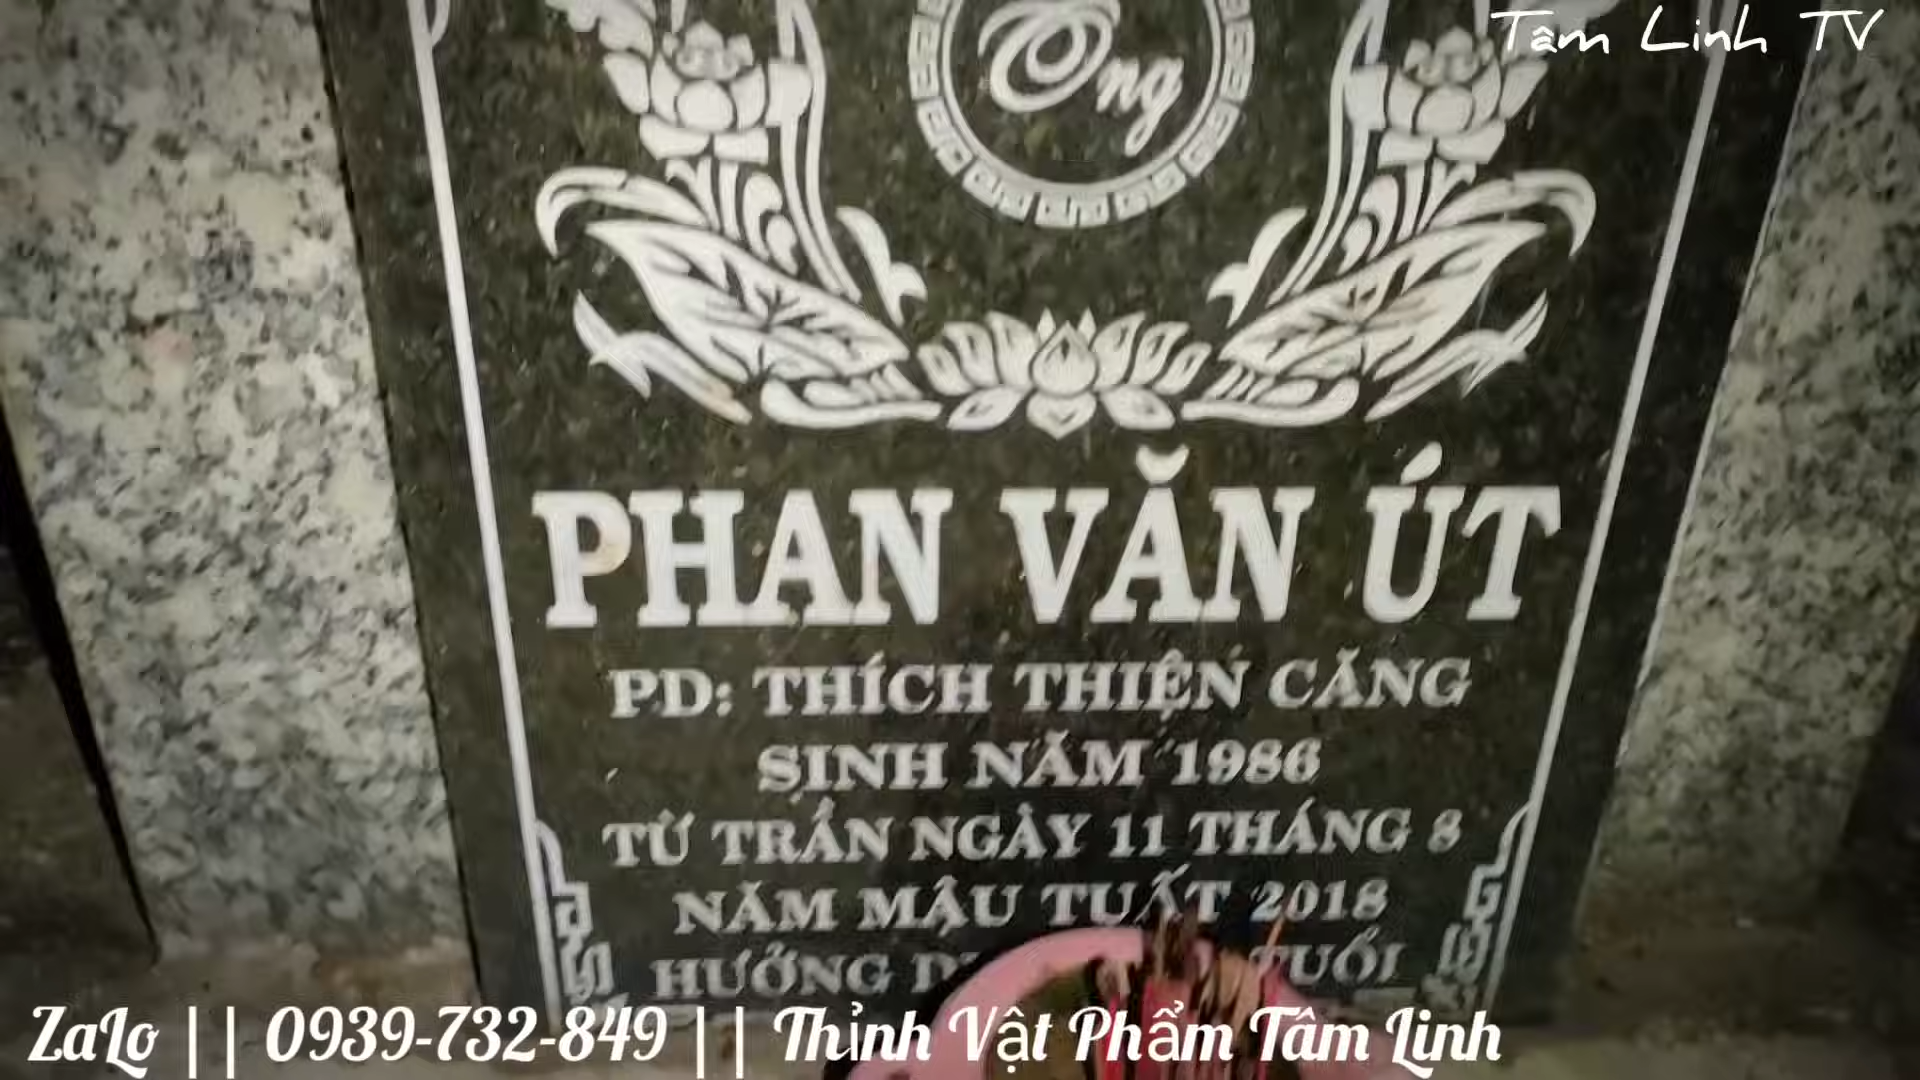 Tâm Linh TV
Ông
PHAN VĂN ÚT
PD: THÍCH THIỆN CĂNG
SINH NĂM 1986
TỪ TRẦN NGÀY 11 THÁNG 8
NĂM MẬU TUẤT 2018
HƯỞNG TUỔI
ZaLo || 0939-732-849 || Thỉnh Vật Phẩm Tâm Linh